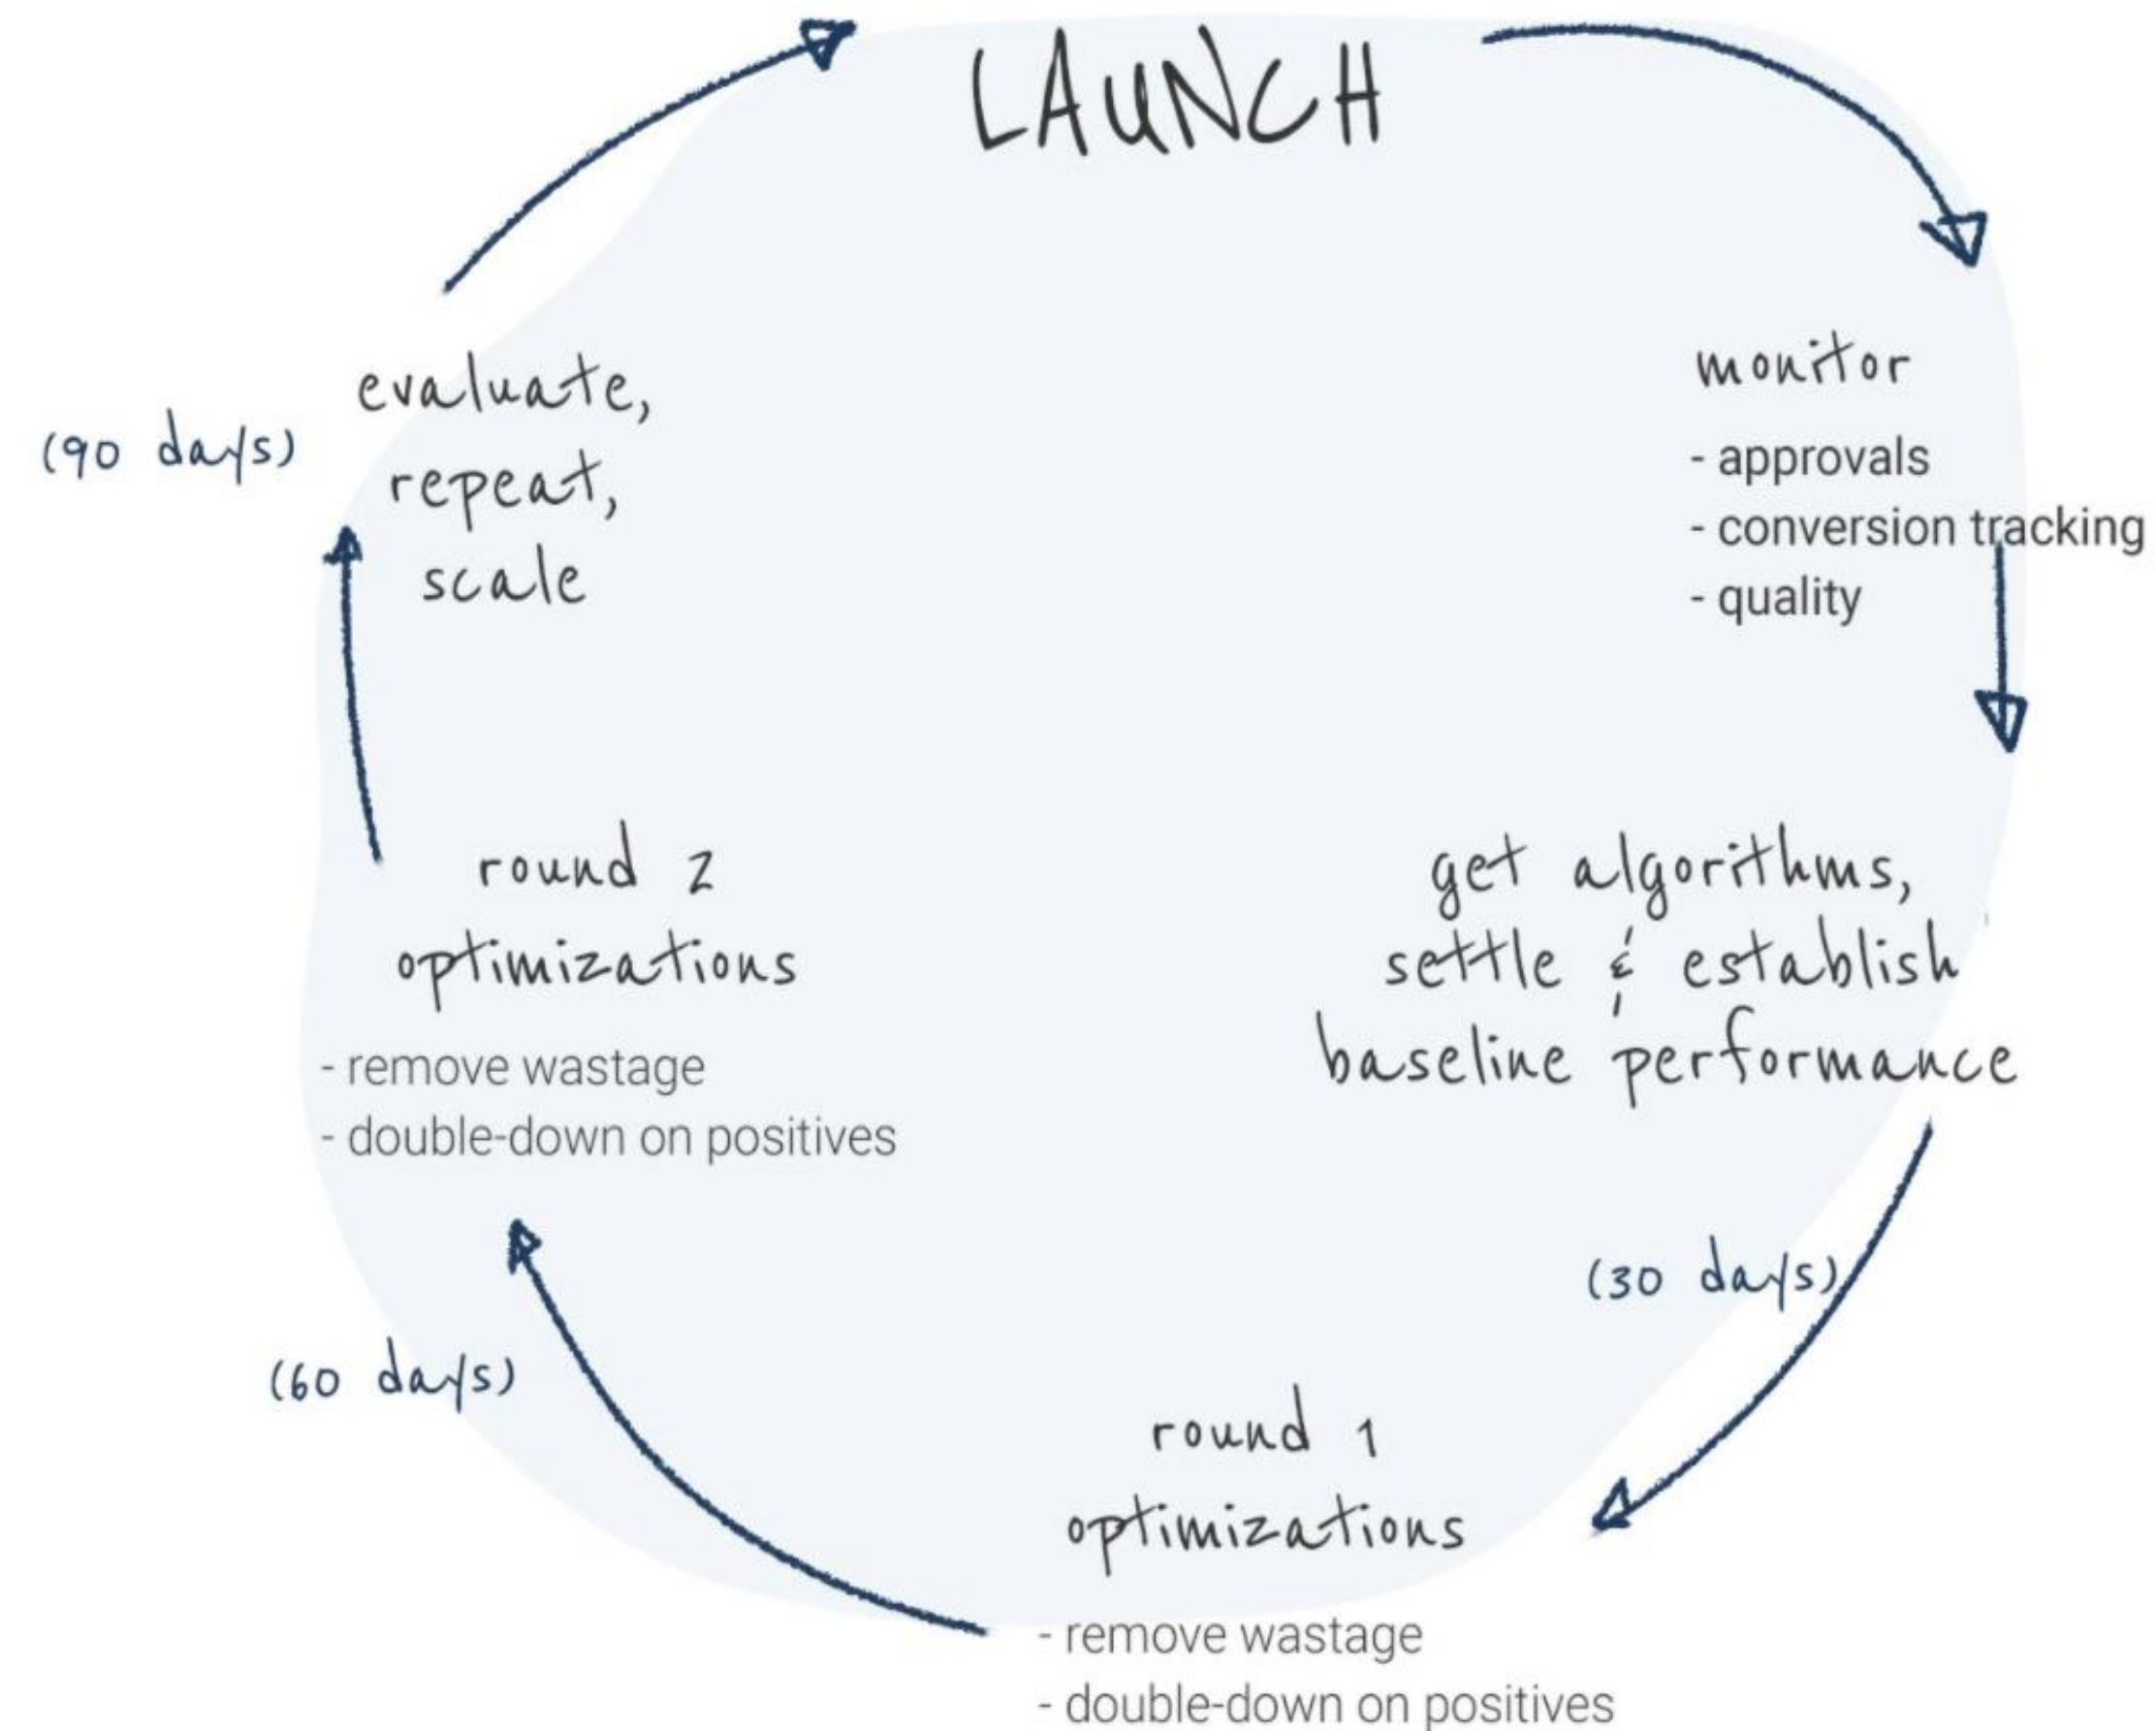 LAUNCH
monitor
- approvals
- conversion tracking
- quality
get algorithms,
settle & establish
baseline performance
(30 days)
round 1
optimizations
- remove wastage
- double-down on positives
(60 days)
round 2
optimizations
- remove wastage
- double-down on positives
(90 days)
evaluate,
repeat,
scale